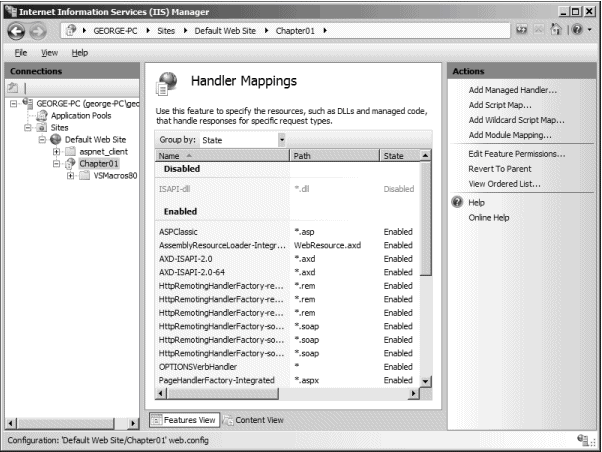 Internet Information Services (IIS) Manager
GEORGE-PC Sites Default Web Site Chapter01
File View Help
Connections
GEORGE-PC (george-PC\geo
Application Pools
Sites
Default Web Site
aspnet_client
Chapter01
VSMacros80
Handler Mappings
Use this feature to specify the resources, such as DLLs and managed code,
that handle responses for specific request types.
Group by: State
Name Path State
Disabled
ISAPI-dll *.dll Disabled
Enabled
ASPClassic *.asp Enabled
AssemblyResourceLoader-Integr... WebResource.axd Enabled
AXD-ISAPI-2.0 *.axd Enabled
AXD-ISAPI-2.0-64 *.axd Enabled
HttpRemotingHandlerFactory-re... *.rem Enabled
HttpRemotingHandlerFactory-re... *.rem Enabled
HttpRemotingHandlerFactory-re... *.rem Enabled
HttpRemotingHandlerFactory-so... *.soap Enabled
HttpRemotingHandlerFactory-so... *.soap Enabled
HttpRemotingHandlerFactory-so... *.soap Enabled
OPTIONSVerbHandler * Enabled
PageHandlerFactory-Integrated *.aspx Enabled
Features View Content View
Actions
Add Managed Handler...
Add Script Map...
Add Wildcard Script Map...
Add Module Mapping...
Edit Feature Permissions...
Revert To Parent
View Ordered List...
Help
Online Help
Configuration: 'Default Web Site/Chapter01' web.config